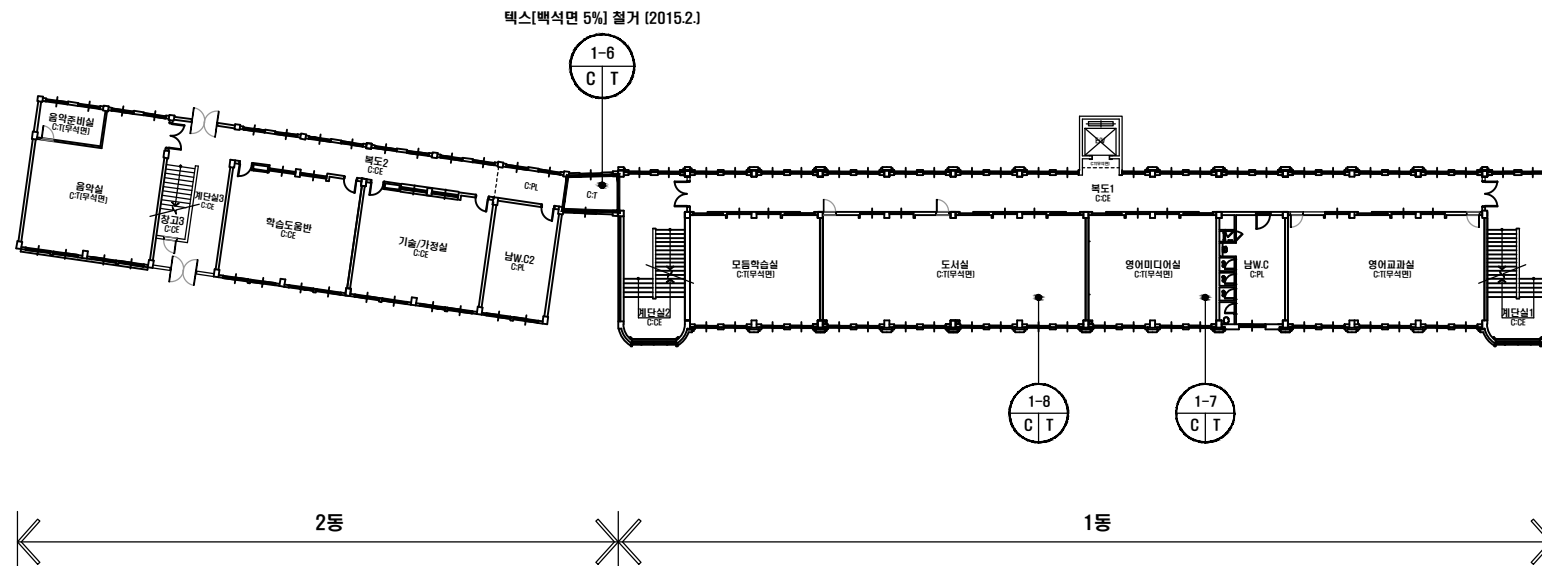 텍스[백석면 5%] 철거 (2015.2.)
1-6
C T
음악준비실
C:T(무석면)
음악실
C:T(무석면)
창고3
C:CE
계단실3
C:CE
복도2
C:CE
C:PL
C:T
학습도움반
C:CE
기술/가정실
C:CE
남W.C2
C:PL
복도1
C:CE
계단실2
C:CE
모듬학습실
C:T(무석면)
도서실
C:T(무석면)
영어미디어실
C:T(무석면)
남W.C
C:PL
영어교과실
C:T(무석면)
계단실1
C:CE
1-8
C T
1-7
C T
2동
1동